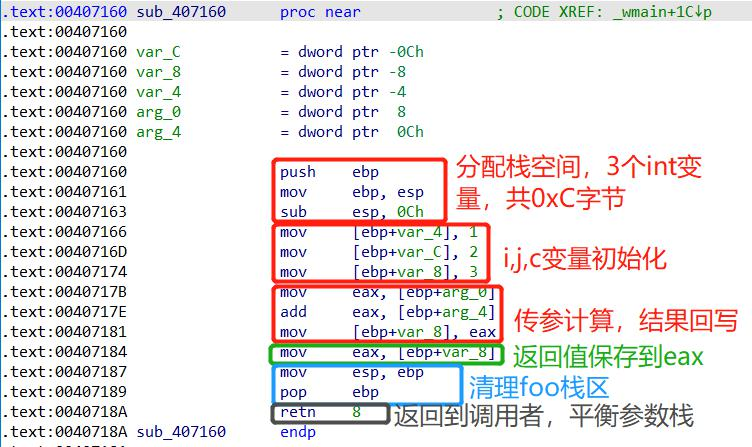 .text:00407160 sub_407160 proc near ; CODE XREF: _wmain+1C↓p
.text:00407160
.text:00407160 var_C = dword ptr -0Ch
.text:00407160 var_8 = dword ptr -8
.text:00407160 var_4 = dword ptr -4
.text:00407160 arg_0 = dword ptr 8
.text:00407160 arg_4 = dword ptr 0Ch
.text:00407160
.text:00407160 push ebp
.text:00407161 mov ebp, esp
.text:00407163 sub esp, 0Ch
分配栈空间，3个int变
量，共0xC字节
.text:00407166 mov [ebp+var_4], 1
.text:0040716D mov [ebp+var_C], 2
.text:00407174 mov [ebp+var_8], 3
i,j,c变量初始化
.text:0040717B mov eax, [ebp+arg_0]
.text:0040717E add eax, [ebp+arg_4]
.text:00407181 mov [ebp+var_8], eax
传参计算，结果回写
.text:00407184 mov eax, [ebp+var_8] 返回值保存到eax
.text:00407187 mov esp, ebp
.text:00407189 pop ebp
清理foo栈区
.text:0040718A retn 8 返回到调用者，平衡参数栈
.text:0040718A sub_407160 endp